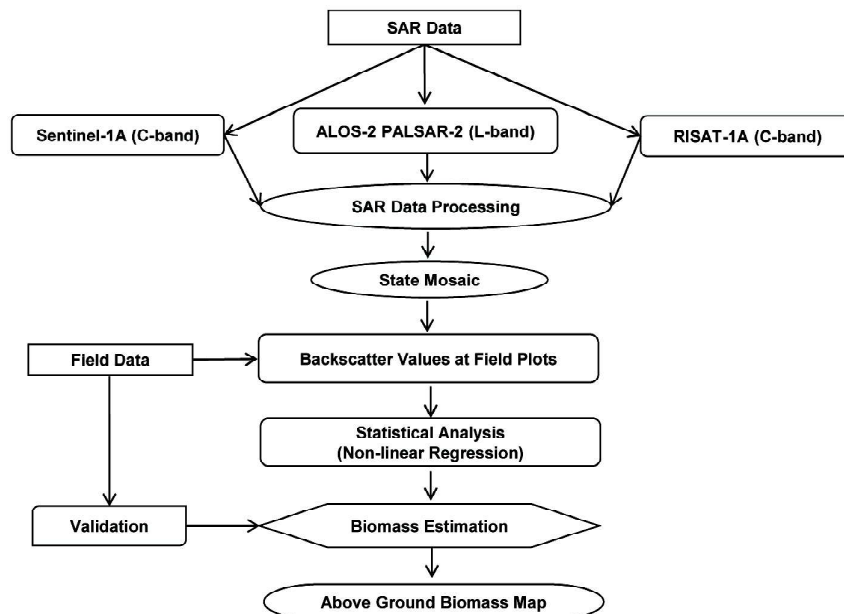 SAR Data
Sentinel-1A (C-band)
ALOS-2 PALSAR-2 (L-band)
RISAT-1A (C-band)
SAR Data Processing
State Mosaic
Field Data
Backscatter Values at Field Plots
Statistical Analysis
(Non-linear Regression)
Validation
Biomass Estimation
Above Ground Biomass Map